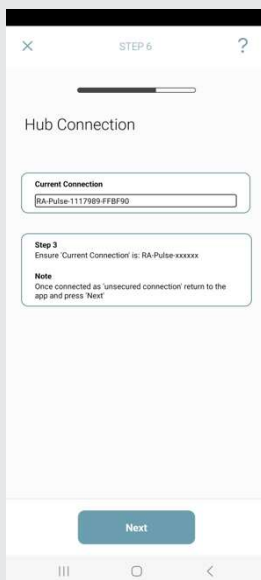 STEP 6
?
Hub Connection
Current Connection
RA-Pulse-1117989-FFBF90
Step 3
Ensure 'Current Connection' is: RA-Pulse-xxxxxx
Note
Once connected as 'unsecured connection' return to the
app and press 'Next'
Next